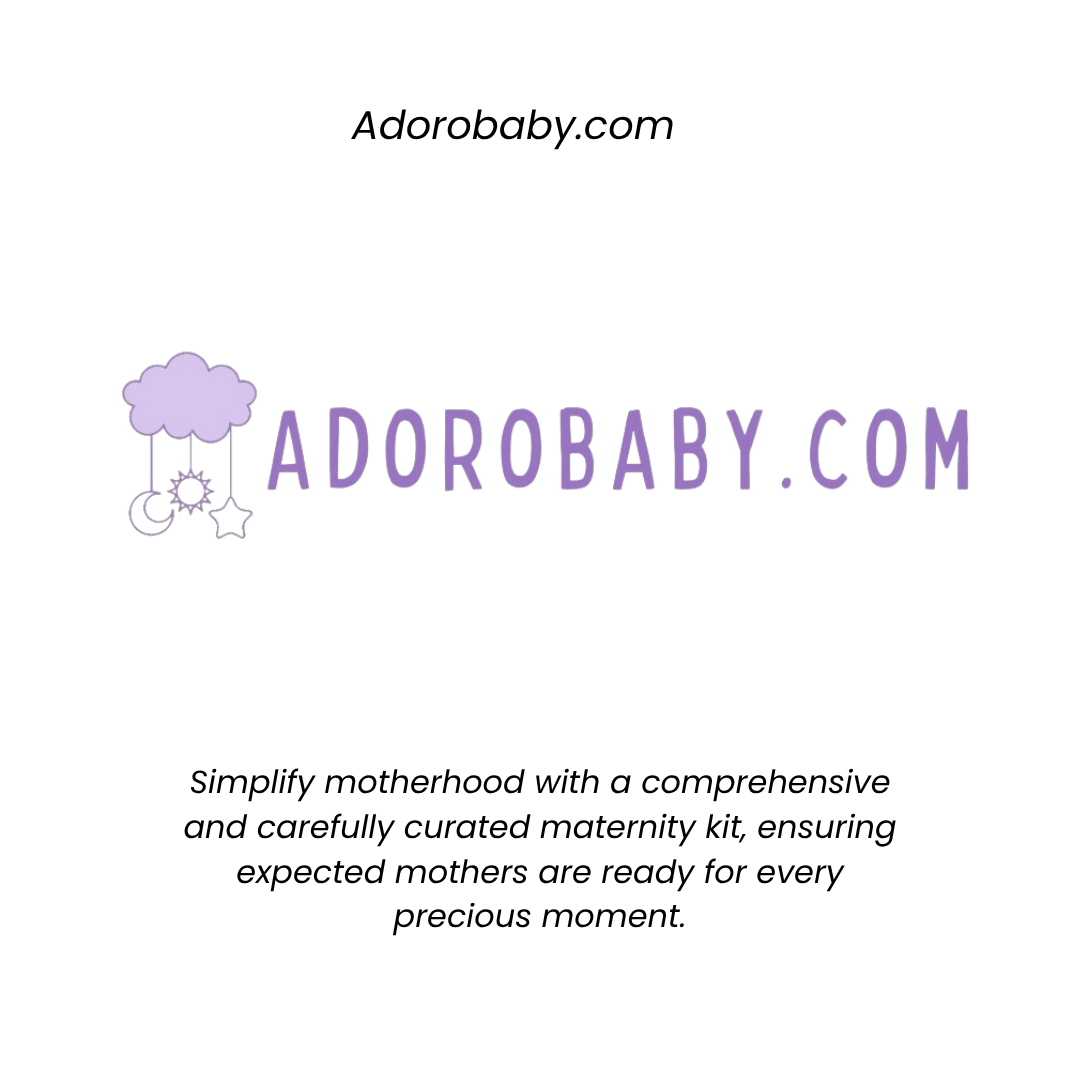 Adorobaby.com
ADOROBABY.COM
Simplify motherhood with a comprehensive
and carefully curated maternity kit, ensuring
expected mothers are ready for every
precious moment.